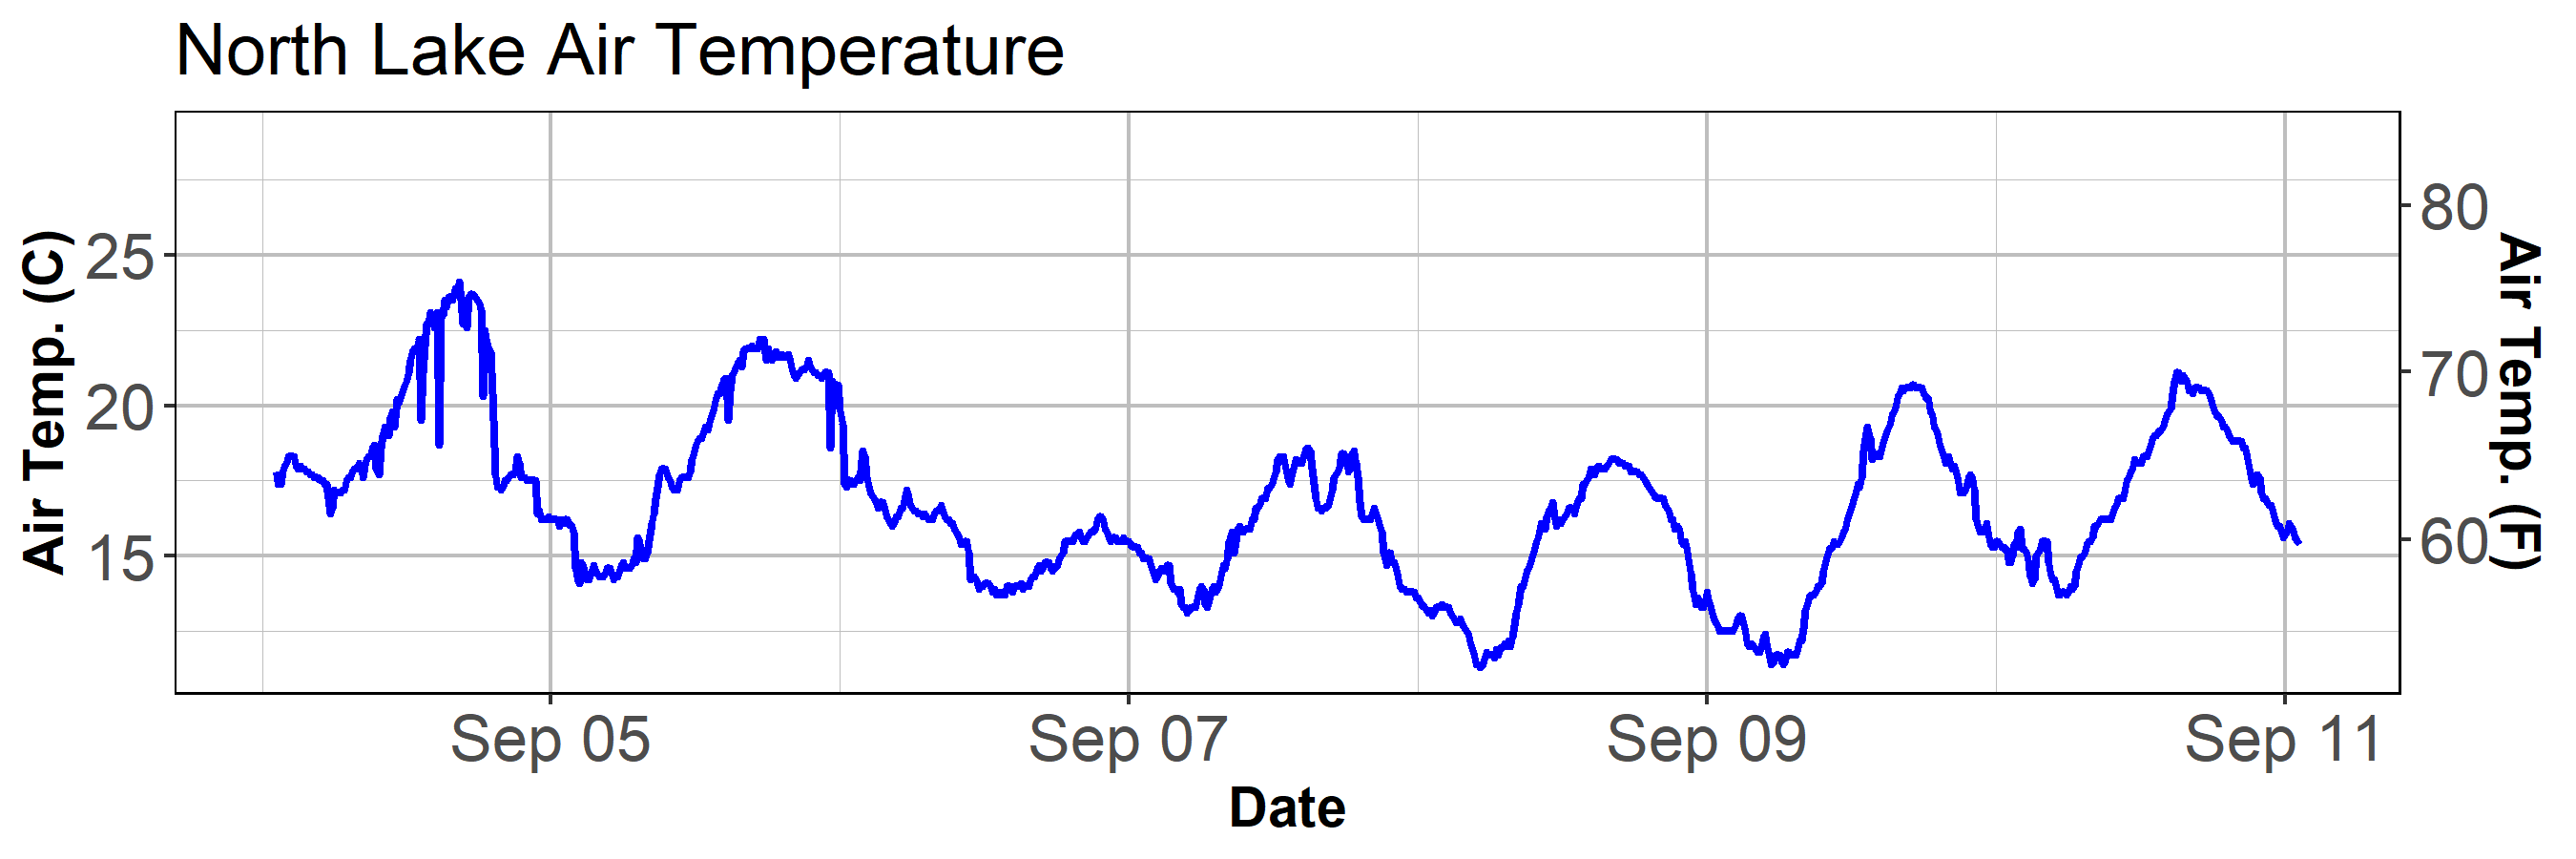 North Lake Air Temperature
Air Temp. (C)
25
20
15
80
70
60
Air Temp. (F)
Sep 05
Sep 07
Sep 09
Sep 11
Date